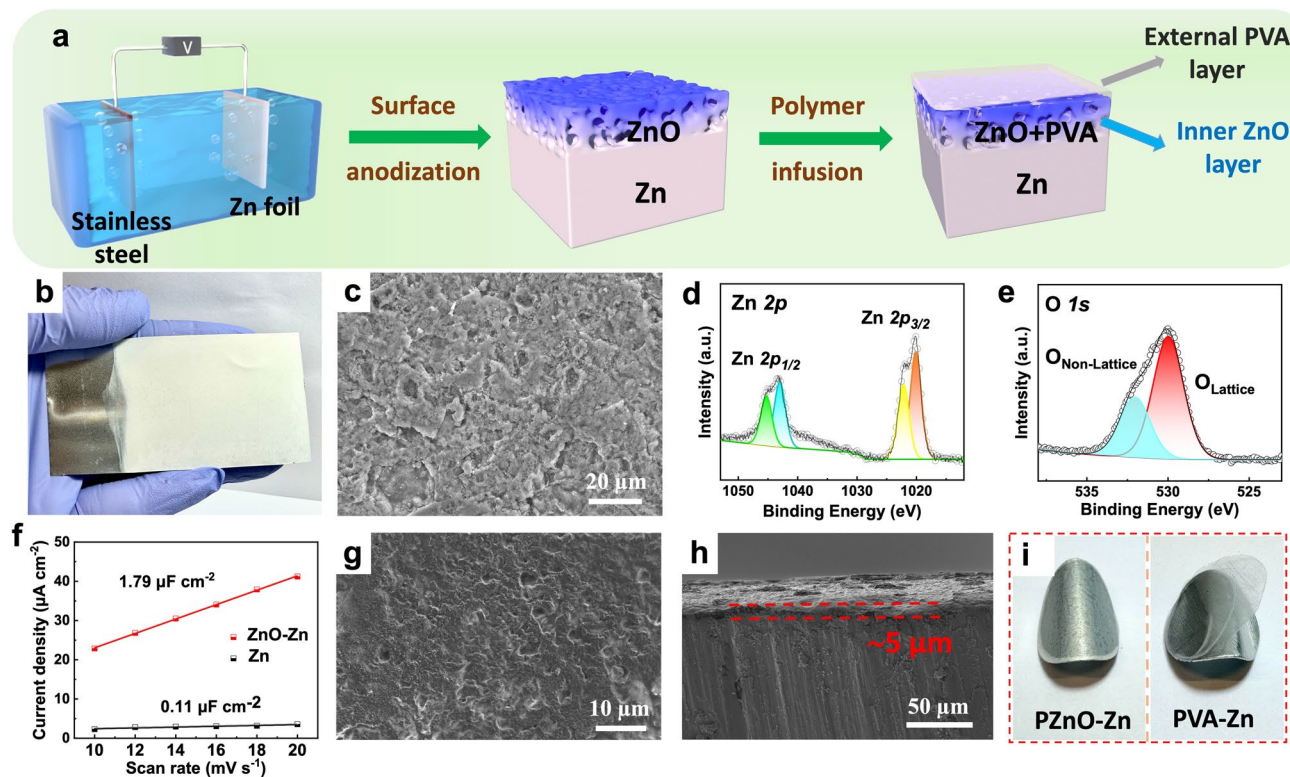 a
V
Stainless
steel
Zn foil
Surface
anodization
ZnO
Zn
Polymer
infusion
ZnO+PVA
Zn
External PVA
layer
Inner ZnO
layer
b
c
20 μm
d
Zn 2p
Zn 2p1/2
Zn 2p3/2
Intensity (a.u.)
1050 1040 1030 1020
Binding Energy (eV)
e
O 1s
ONon-Lattice
OLattice
Intensity (a.u.)
535 530 525
Binding Energy (eV)
f
Current density (μA cm-2)
50
40
30
20
10
0
1.79 μF cm-2
ZnO-Zn
Zn
0.11 μF cm-2
10 12 14 16 18 20
Scan rate (mV s-1)
g
10 μm
h
~5 μm
50 μm
i
PZnO-Zn
PVA-Zn